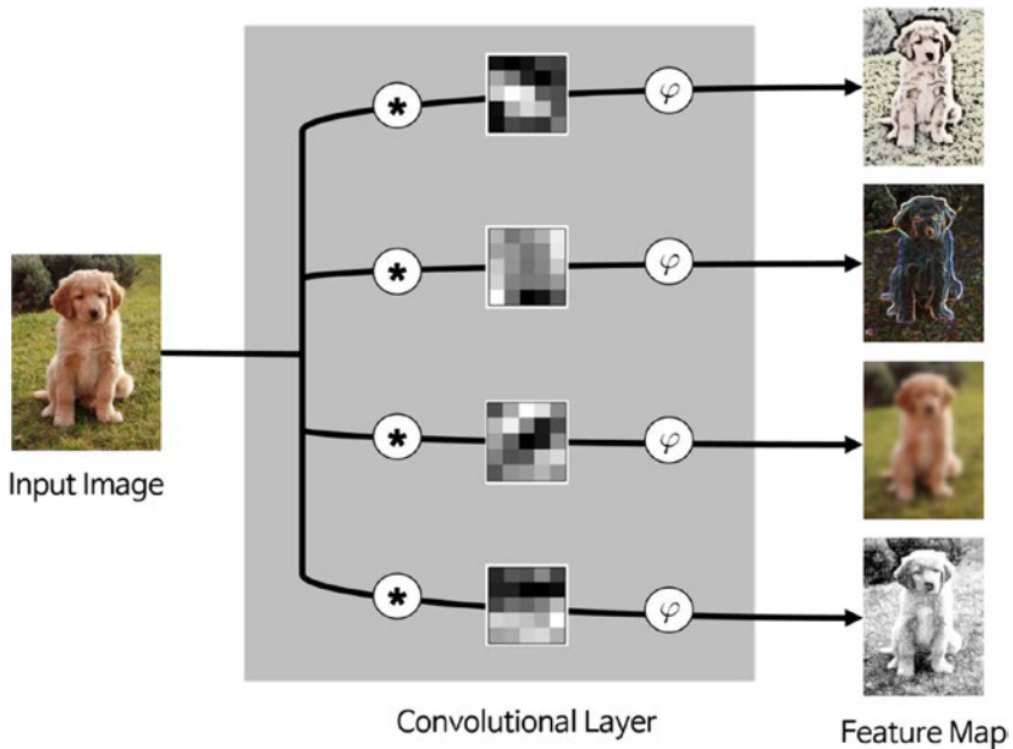 *
φ
*
φ
Input Image
*
φ
*
φ
Convolutional Layer
Feature Map